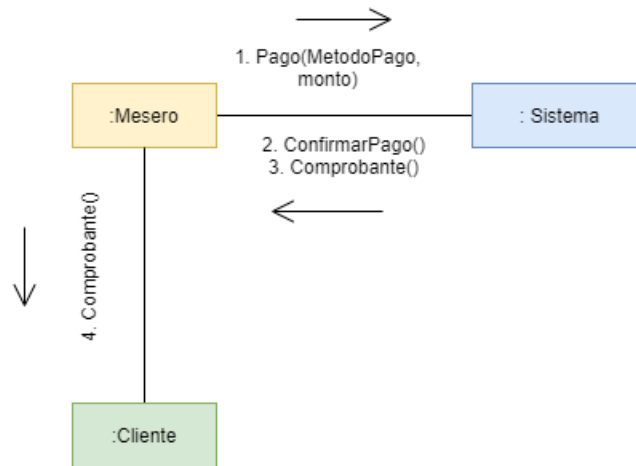 1. Pago(MetodoPago,
monto)
:Mesero
: Sistema
2. ConfirmarPago()
3. Comprobante()
4. Comprobante()
:Cliente